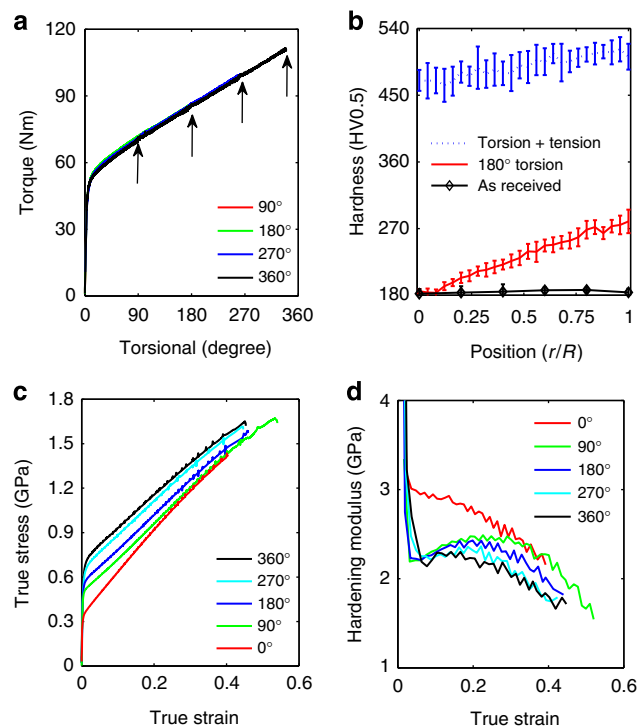 a
Torque (Nm)
120
90
60
30
0
90°
180°
270°
360°
0 90 180 260 360
Torsional (degree)
b
Hardness (HV0.5)
540
450
360
270
180
Torsion + tension
180° torsion
As received
0 0.25 0.5 0.75 1
Position (r/R)
c
True stress (GPa)
1.8
1.5
1.2
0.9
0.6
0.3
0
360°
270°
180°
90°
0°
0 0.2 0.4 0.6
True strain
d
Hardening modulus (GPa)
4
3
2
1
0°
90°
180°
270°
360°
0 0.2 0.4 0.6
True strain